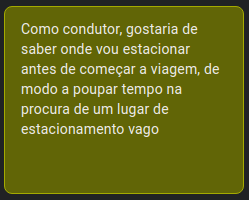 Como condutor, gostaria de
saber onde vou estacionar
antes de começar a viagem, de
modo a poupar tempo na
procura de um lugar de
estacionamento vago